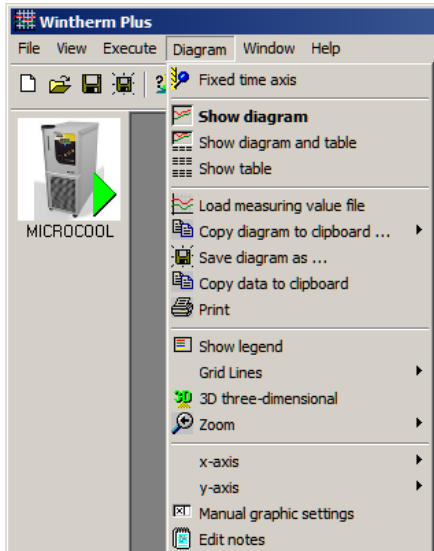 Wintherm Plus
File View Execute Diagram Window Help
Fixed time axis
Show diagram
Show diagram and table
Show table
MICROCOOL
Load measuring value file
Copy diagram to clipboard ...
Save diagram as ...
Copy data to clipboard
Print
Show legend
Grid Lines
3D three-dimensional
Zoom
x-axis
y-axis
Manual graphic settings
Edit notes